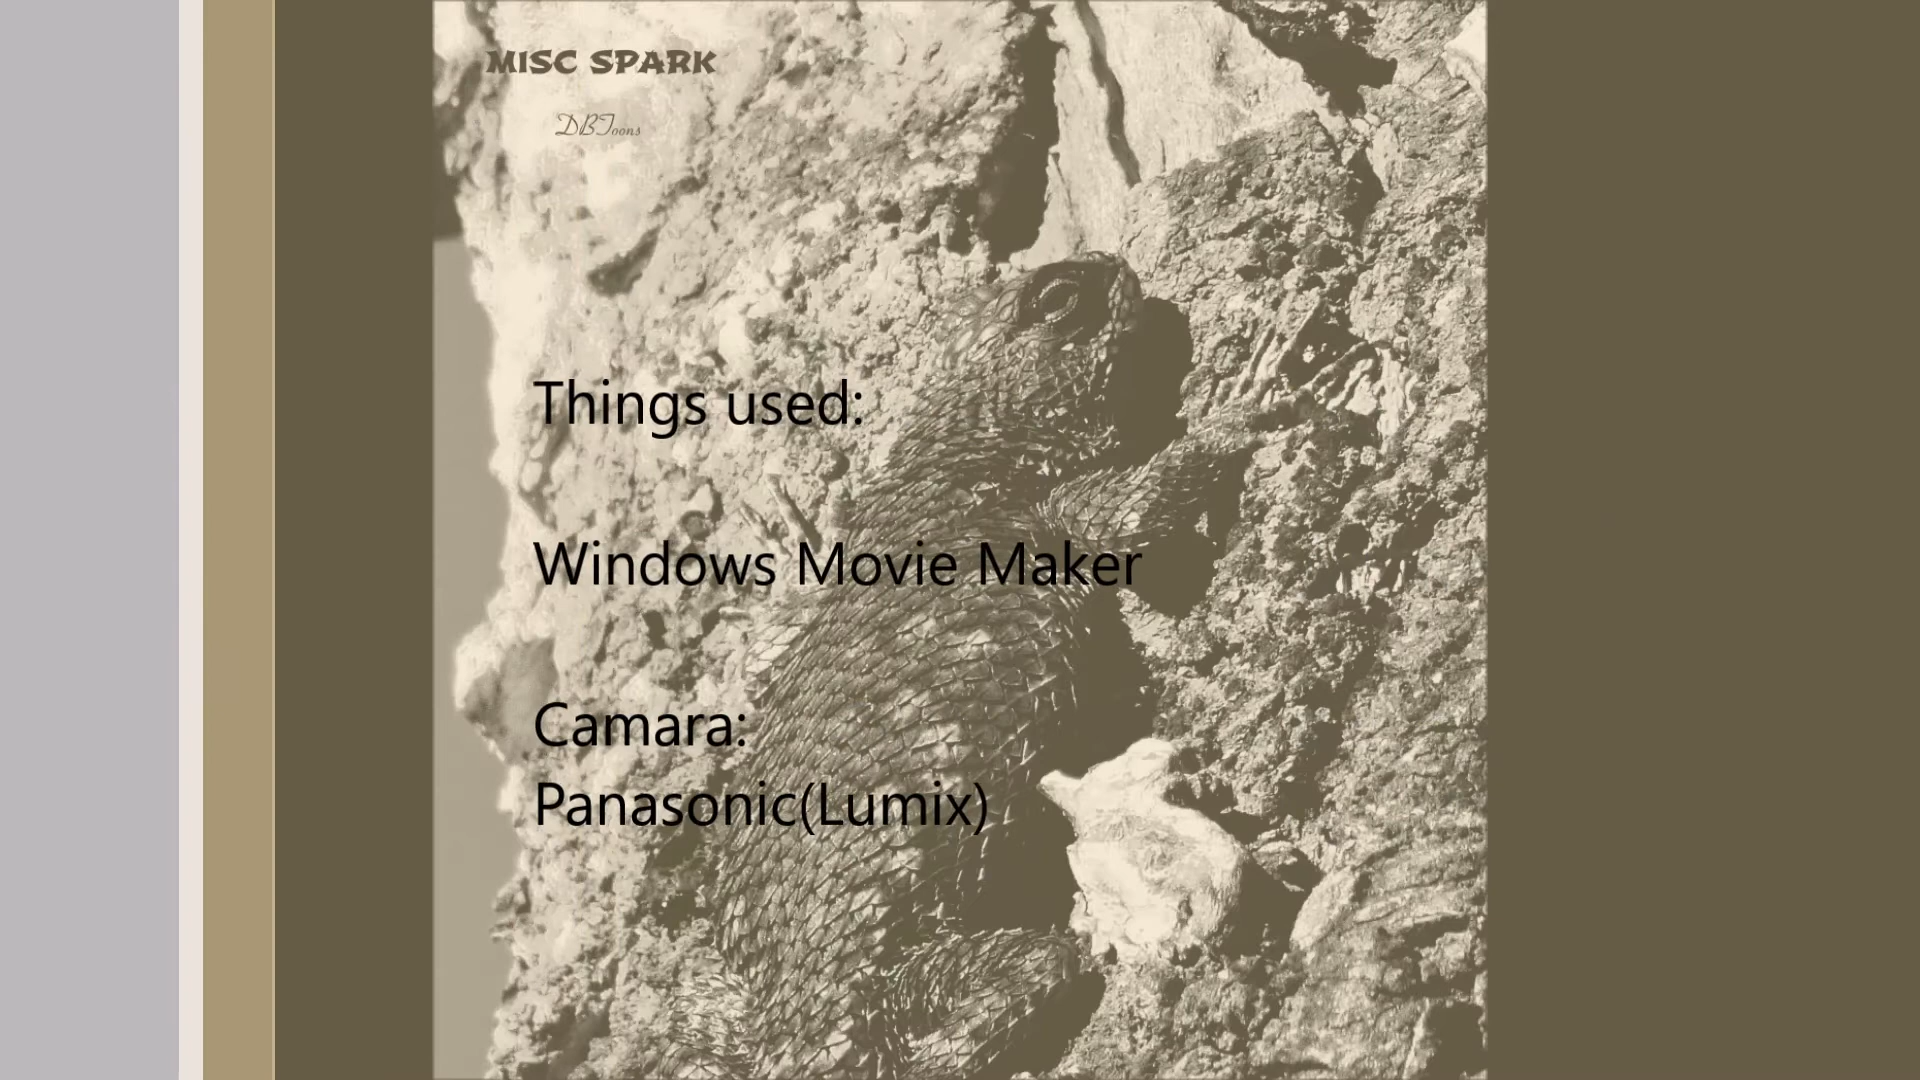 MISC SPARK
DBToons
Things used:
Windows Movie Maker
Camara:
Panasonic(Lumix)